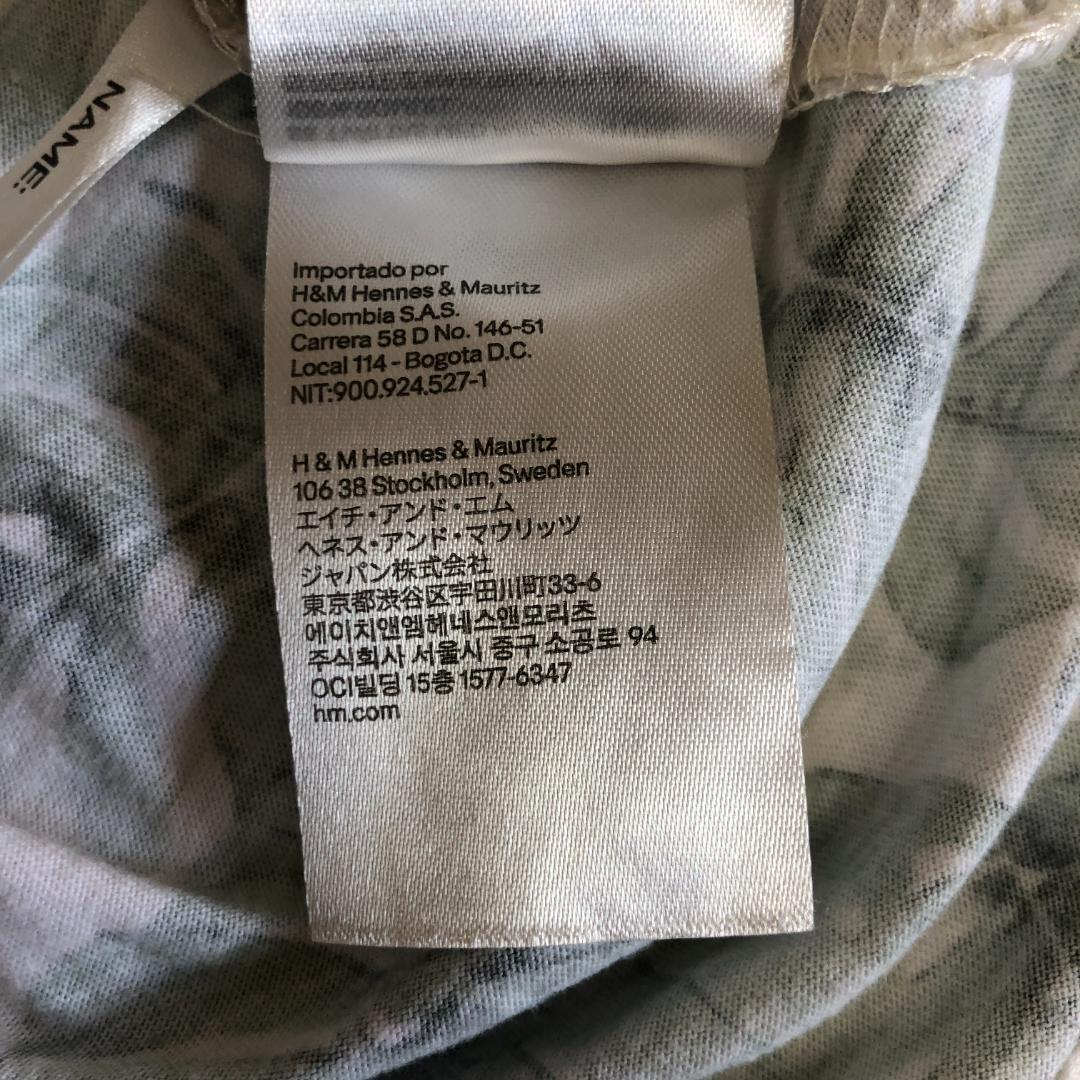 NAME:
Importado por
H&M Hennes & Mauritz
Colombia S.A.S.
Carrera 58 D No. 146-51
Local 114 - Bogota D.C.
NIT:900.924.527-1
H & M Hennes & Mauritz
106 38 Stockholm, Sweden
エイチ・アンド・エム
ヘネス・アンド・マウリッツ
ジャパン株式会社
東京都渋谷区宇田川町33-6
에이치앤엠헤네스앤모리츠
주식회사 서울시 중구 소공로 94
OCI빌딩 15층 1577-6347
hm.com